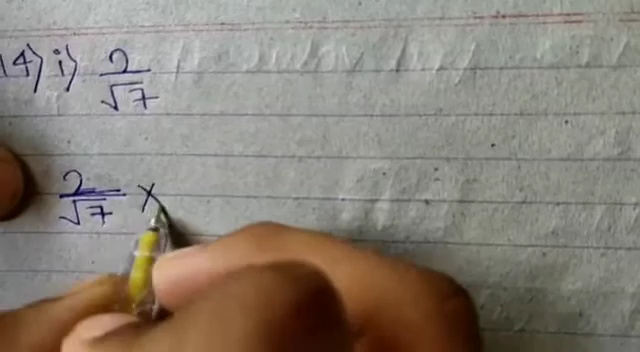 14) i) 2/√7
2/√7 ×